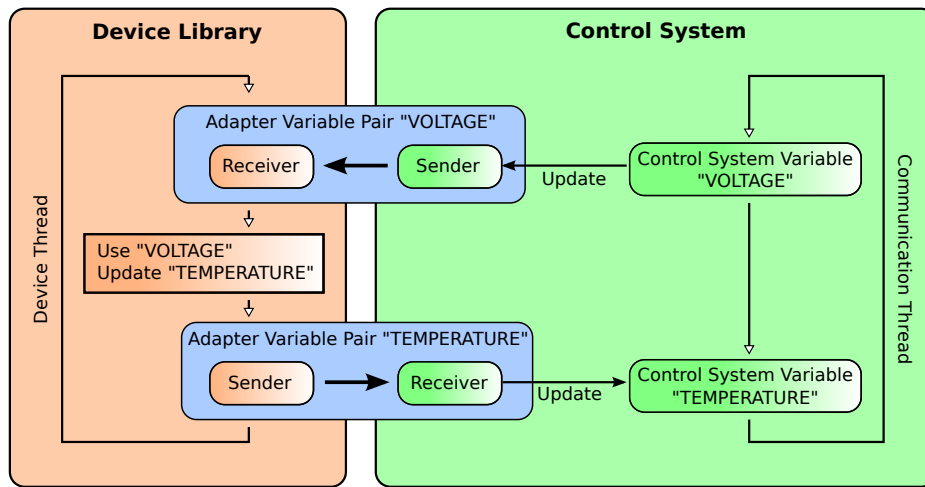 Device Library
Control System
Adapter Variable Pair "VOLTAGE"
Receiver
Sender
Update
Control System Variable
"VOLTAGE"
Device Thread
Use "VOLTAGE"
Update "TEMPERATURE"
Communication Thread
Adapter Variable Pair "TEMPERATURE"
Sender
Receiver
Update
Control System Variable
"TEMPERATURE"